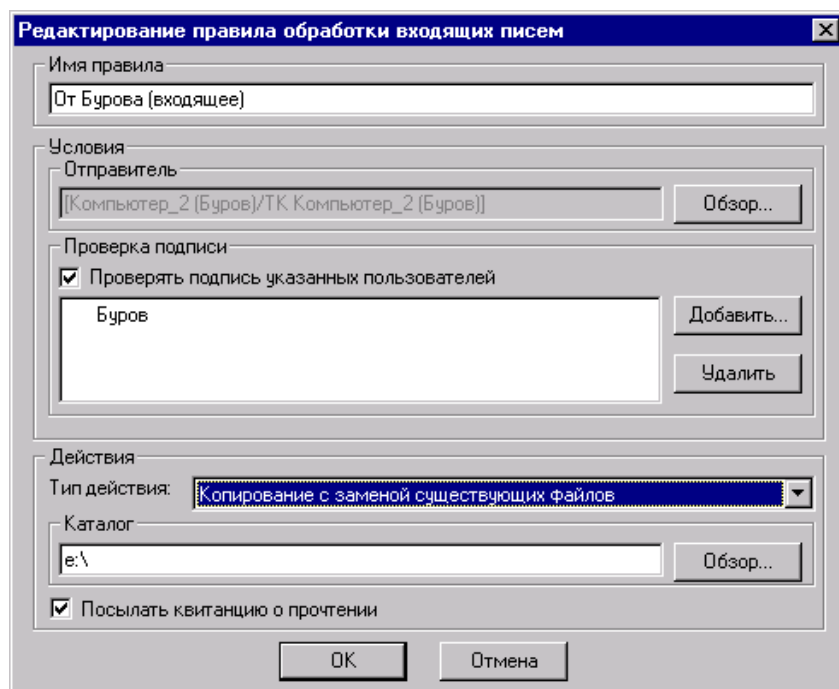 Редактирование правила обработки входящих писем
Имя правила
От Бурова (входящее)
Условия
Отправитель
[Компьютер_2 (Буров)/ТК Компьютер_2 (Буров)]
Обзор...
Проверка подписи
Проверять подпись указанных пользователей
Буров
Добавить...
Удалить
Действия
Тип действия:
Копирование с заменой существующих файлов
Каталог
e:\
Обзор...
Посылать квитанцию о прочтении
OK
Отмена